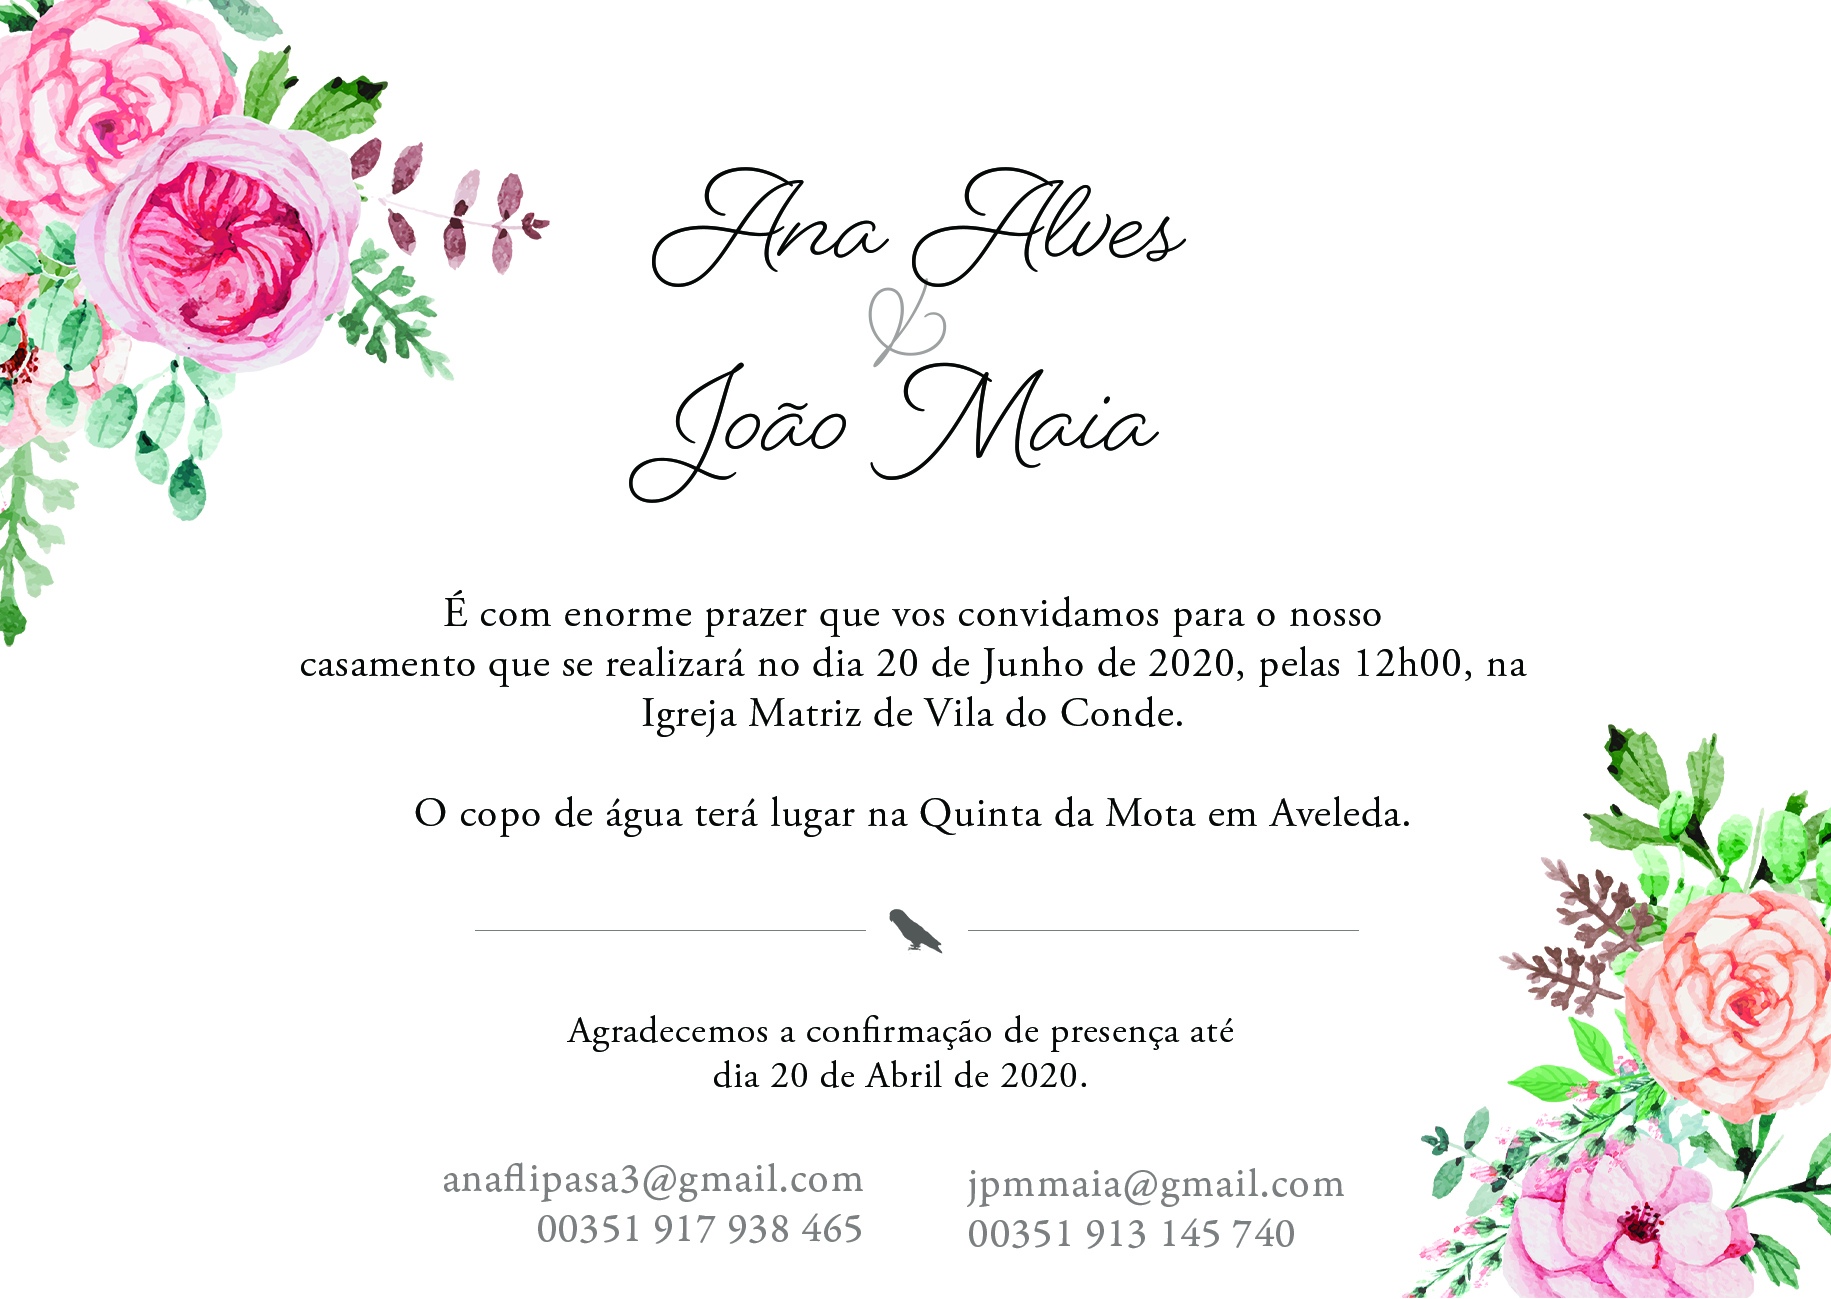 Ana Alves
&
João Maia
É com enorme prazer que vos convidamos para o nosso
casamento que se realizará no dia 20 de Junho de 2020, pelas 12h00, na
Igreja Matriz de Vila do Conde.
O copo de água terá lugar na Quinta da Mota em Aveleda.
Agradecemos a confirmação de presença até
dia 20 de Abril de 2020.
anaflipasa3@gmail.com
00351 917 938 465
jpmmaia@gmail.com
00351 913 145 740